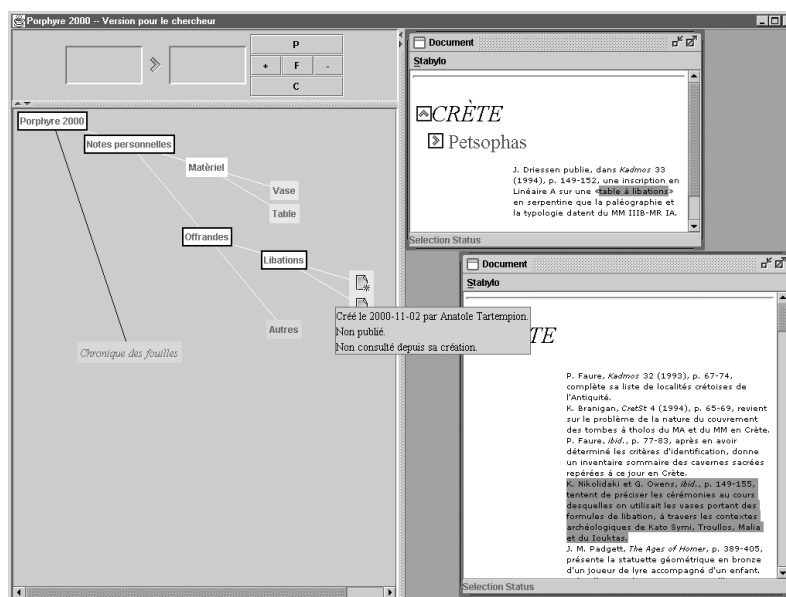 Porphyre 2000 -- Version pour le chercheur
P
+ F -
C
Porphyre 2000
Notes personnelles
Matèriel
Vase
Table
Offrandes
Libations
Autres
Chronique des fouilles
Créé le 2000-11-02 par Anatole Tartempion.
Non publié.
Non consulté depuis sa création.
Document
Stabylo
CRÈTE
Petsophas
J. Driessen publie, dans Kadmos 33
(1994), p. 149-152, une inscription en
Linéaire A sur une «table à libations»
en serpentine que la paléographie et
la typologie datent du MM IIIB-MR IA.
Selection Status
Document
Stabylo
TE
P. Faure, Kadmos 32 (1993), p. 67-74,
complète sa liste de localités crétoises de
l'Antiquité.
K. Branigan, CretSt 4 (1994), p. 65-69, revient
sur le problème de la nature du couvrement
des tombes à tholos du MA et du MM en Crète.
P. Faure, ibid., p. 77-83, après en avoir
déterminé les critères d'identification, donne
un inventaire sommaire des cavernes sacrées
repérées à ce jour en Crète.
K. Nikolidaki et G. Owens, ibid., p. 149-155,
tentent de préciser les cérémonies au cours
desquelles on utilisait les vases portant des
formules de libation, à travers les contextes
archéologiques de Kato Symi, Troullos, Malia
et du Iouktas.
J. M. Padgett, The Ages of Homer, p. 389-405,
présente la statuette géométrique en bronze
d'un joueur de lyre accompagné d'un enfant.
Selection Status